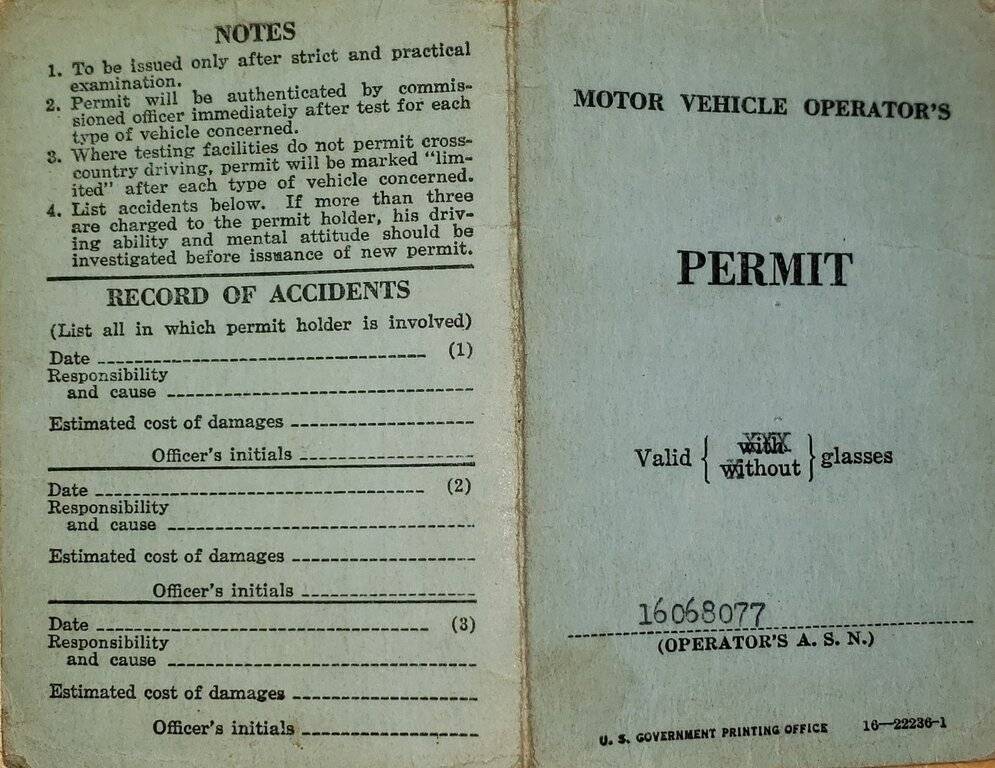 NOTES
1. To be issued only after strict and practical
examination.
2. Permit will be authenticated by commis-
sioned officer immediately after test for each
type of vehicle concerned.
3. Where testing facilities do not permit cross-
country driving, permit will be marked "lim-
ited" after each type of vehicle concerned.
4. List accidents below. If more than three
are charged to the permit holder, his driv-
ing ability and mental attitude should be
investigated before issuance of new permit.
RECORD OF ACCIDENTS
(List all in which permit holder is involved)
Date (1)
Responsibility
and cause
Estimated cost of damages
Officer's initials
Date (2)
Responsibility
and cause
Estimated cost of damages
Officer's initials
Date (3)
Responsibility
and cause
Estimated cost of damages
Officer's initials
MOTOR VEHICLE OPERATOR'S
PERMIT
Valid { with
without } glasses
16068077
(OPERATOR'S A. S. N.)
U. S. GOVERNMENT PRINTING OFFICE 16—22236-1